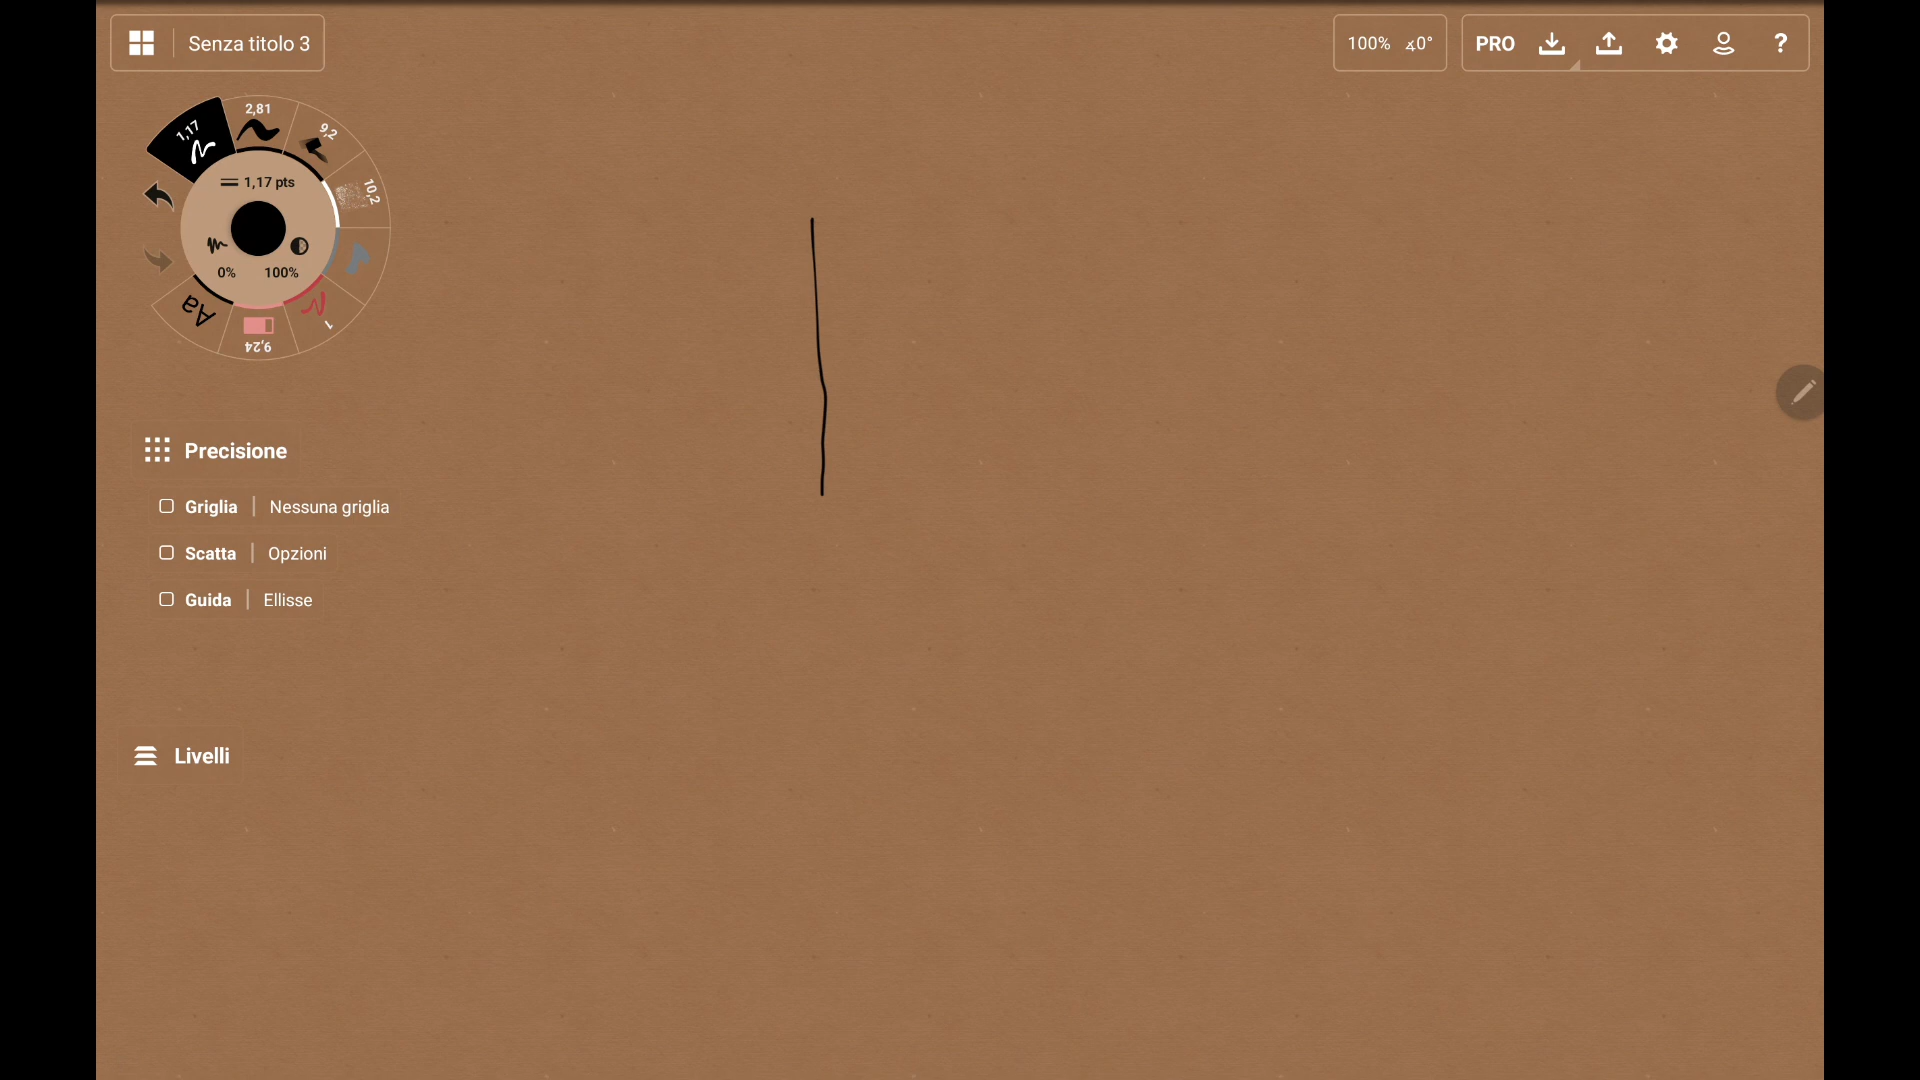 Senza titolo 3
100% ∡0°
PRO
?
2,81
1,17
9,2
10,2
1,17 pts
0%
100%
Aa
9,24
1
Precisione
Griglia | Nessuna griglia
Scatta | Opzioni
Guida | Ellisse
Livelli